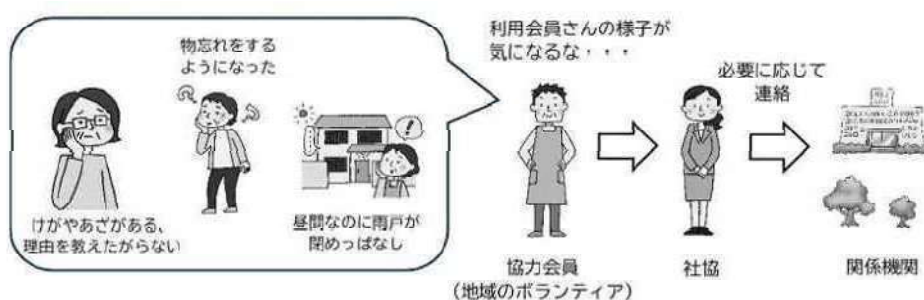 物忘れをする
ようになった
けがやあざがある、
理由を教えたがらない
昼間なのに雨戸が
閉めっぱなし
利用会員さんの様子が
気になるな・・・
協力会員
(地域のボランティア)
社協
必要に応じて
連絡
関係機関